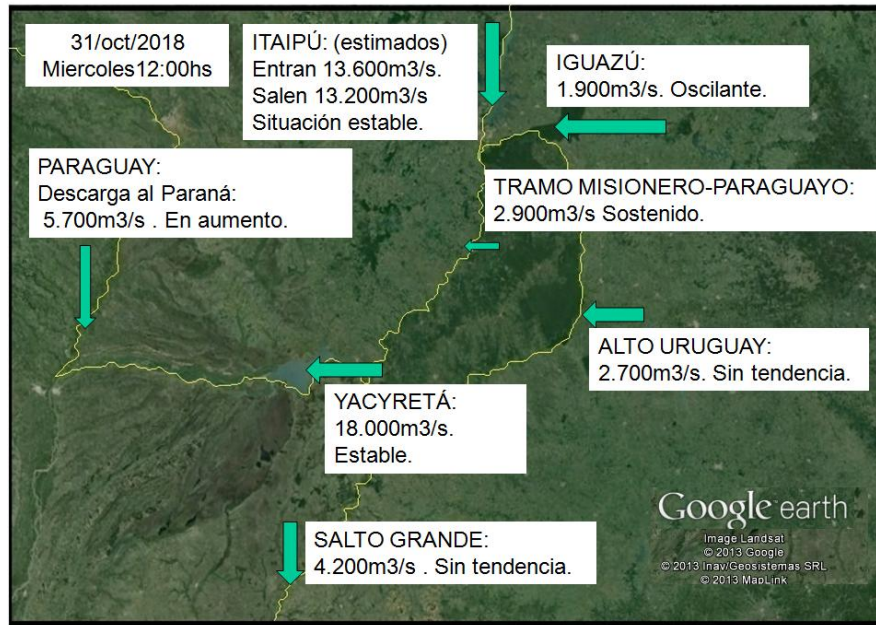 31/oct/2018
Miercoles12:00hs
ITAIPÚ: (estimados)
Entran 13.600m3/s.
Salen 13.200m3/s
Situación estable.
IGUAZÚ:
1.900m3/s. Oscilante.
PARAGUAY:
Descarga al Paraná:
5.700m3/s . En aumento.
TRAMO MISIONERO-PARAGUAYO:
2.900m3/s Sostenido.
ALTO URUGUAY:
2.700m3/s. Sin tendencia.
YACYRETÁ:
18.000m3/s.
Estable.
SALTO GRANDE:
4.200m3/s . Sin tendencia.
Google earth
Image Landsat
© 2013 Google
© 2013 Inav/Geosistemas SRL
© 2013 MapLink